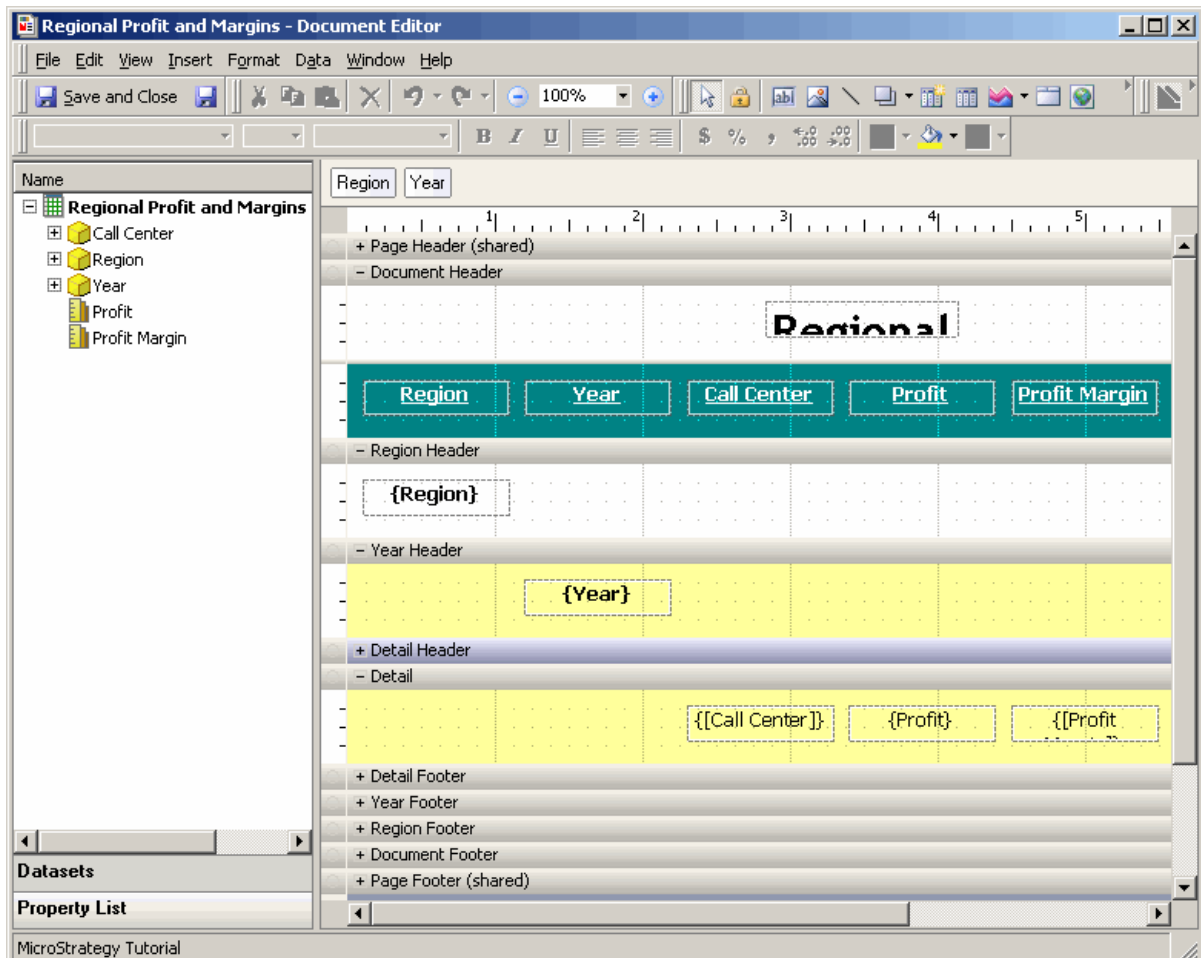 Regional Profit and Margins - Document Editor
File Edit View Insert Format Data Window Help
Save and Close 100%
B I U $ % , .00 .00
Name
Regional Profit and Margins
Call Center
Region
Year
Profit
Profit Margin
Datasets
Property List
Region Year
1 2 3 4 5
+ Page Header (shared)
− Document Header
Regional
Region Year Call Center Profit Profit Margin
− Region Header
{Region}
− Year Header
{Year}
+ Detail Header
− Detail
{[Call Center]} {Profit} {[Profit
+ Detail Footer
+ Year Footer
+ Region Footer
+ Document Footer
+ Page Footer (shared)
MicroStrategy Tutorial